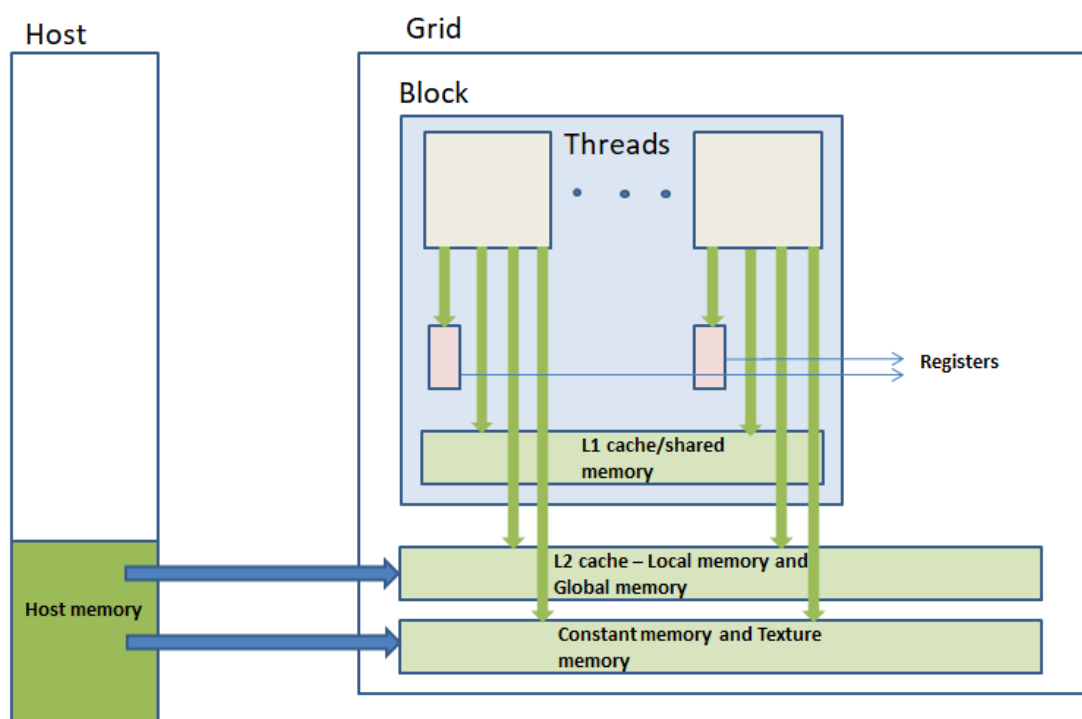 Host
Grid
Block
Threads
Registers
L1 cache/shared
memory
L2 cache – Local memory and
Global memory
Host memory
Constant memory and Texture
memory